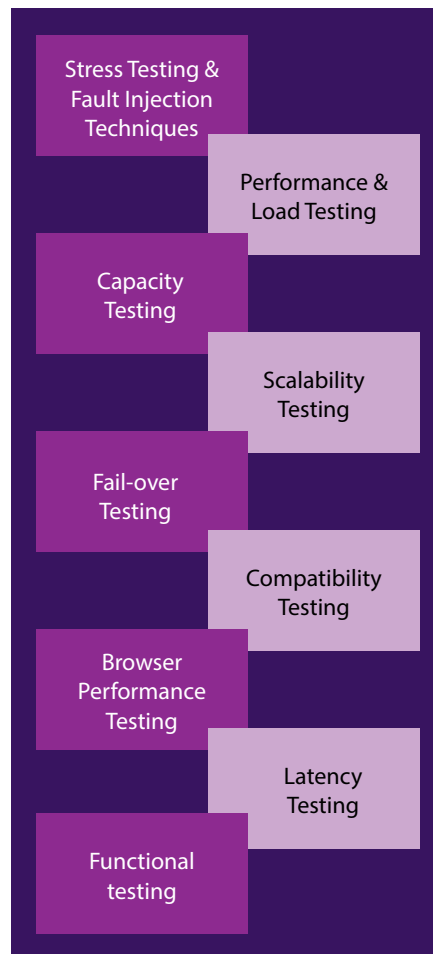 Stress Testing &
Fault Injection
Techniques
Performance &
Load Testing
Capacity
Testing
Scalability
Testing
Fail-over
Testing
Compatibility
Testing
Browser
Performance
Testing
Latency
Testing
Functional
testing